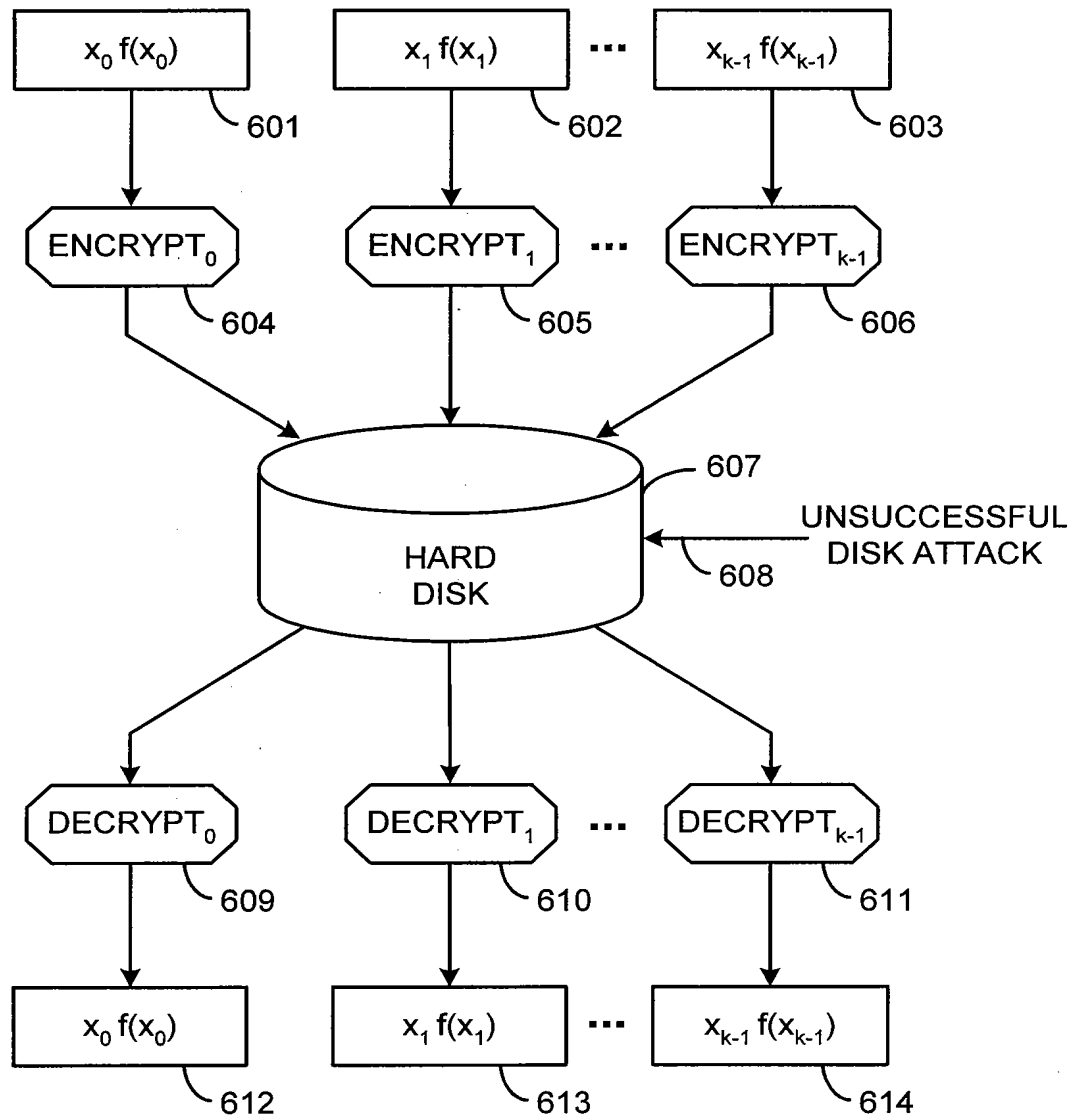 x₀ f(x₀) x₁ f(x₁) ... xₖ₋₁ f(xₖ₋₁)
601 602 603
ENCRYPT₀ ENCRYPT₁ ... ENCRYPTₖ₋₁
604 605 606
607
UNSUCCESSFUL
DISK ATTACK
608
HARD
DISK
DECRYPT₀ DECRYPT₁ ... DECRYPTₖ₋₁
609 610 611
x₀ f(x₀) x₁ f(x₁) ... xₖ₋₁ f(xₖ₋₁)
612 613 614